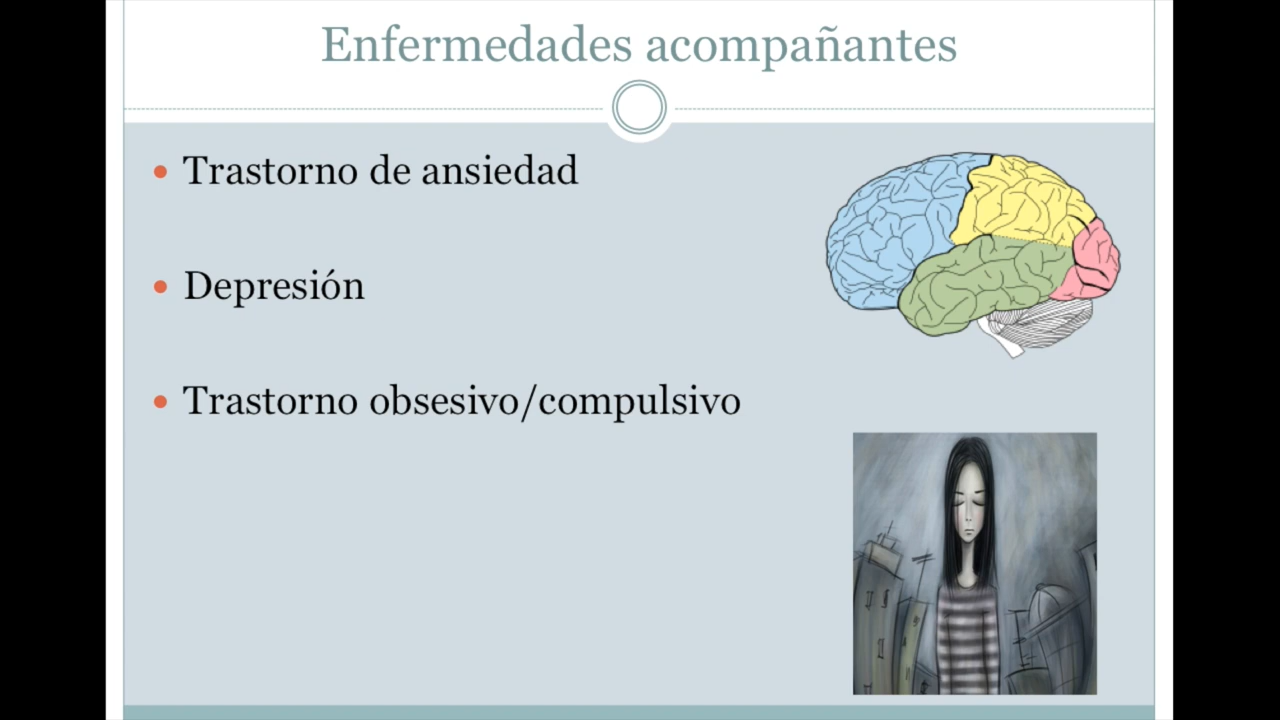 Enfermedades acompañantes
Trastorno de ansiedad
Depresión
Trastorno obsesivo/compulsivo